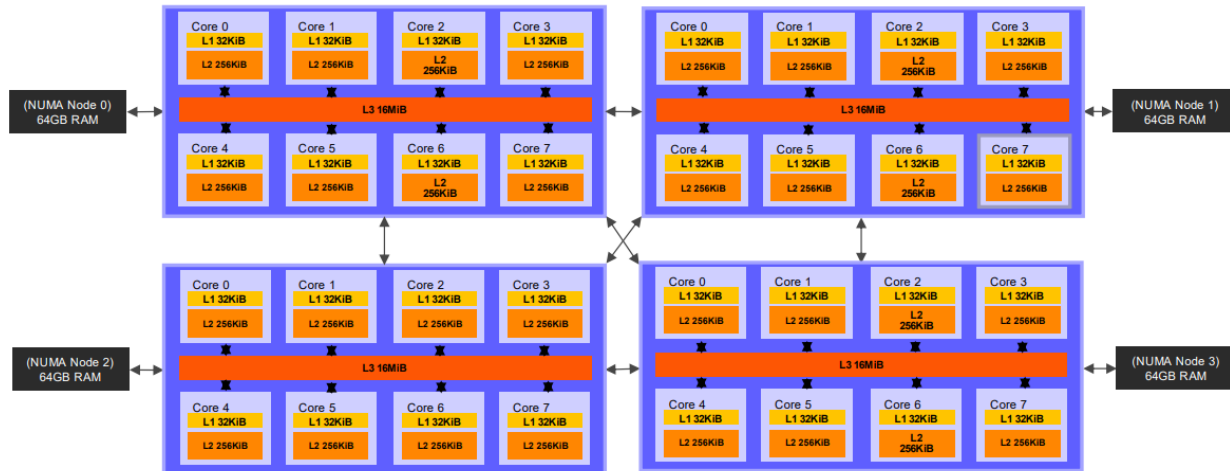 Core 0
L1 32KiB
L2 256KiB
Core 1
L1 32KiB
L2 256KiB
Core 2
L1 32KiB
L2
256KiB
Core 3
L1 32KiB
L2 256KiB
(NUMA Node 0)
64GB RAM
L3 16MiB
Core 4
L1 32KiB
L2 256KiB
Core 5
L1 32KiB
L2 256KiB
Core 6
L1 32KiB
L2
256KiB
Core 7
L1 32KiB
L2 256KiB
Core 0
L1 32KiB
L2 256KiB
Core 1
L1 32KiB
L2 256KiB
Core 2
L1 32KiB
L2
256KiB
Core 3
L1 32KiB
L2 256KiB
L3 16MiB
(NUMA Node 1)
64GB RAM
Core 4
L1 32KiB
L2 256KiB
Core 5
L1 32KiB
L2 256KiB
Core 6
L1 32KiB
L2
256KiB
Core 7
L1 32KiB
L2 256KiB
Core 0
L1 32KiB
L2 256KiB
Core 1
L1 32KiB
L2 256KiB
Core 2
L1 32KiB
L2 256KiB
Core 3
L1 32KiB
L2 256KiB
(NUMA Node 2)
64GB RAM
L3 16MiB
Core 4
L1 32KiB
L2 256KiB
Core 5
L1 32KiB
L2 256KiB
Core 6
L1 32KiB
L2 256KiB
Core 7
L1 32KiB
L2 256KiB
Core 0
L1 32KiB
L2 256KiB
Core 1
L1 32KiB
L2 256KiB
Core 2
L1 32KiB
L2
256KiB
Core 3
L1 32KiB
L2 256KiB
L3 16MiB
(NUMA Node 3)
64GB RAM
Core 4
L1 32KiB
L2 256KiB
Core 5
L1 32KiB
L2 256KiB
Core 6
L1 32KiB
L2
256KiB
Core 7
L1 32KiB
L2 256KiB